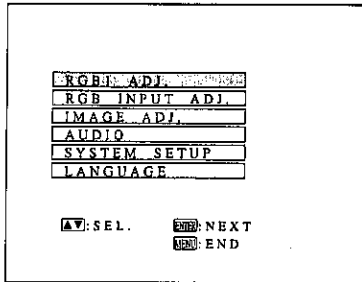 RGB1 ADJ.
RGB INPUT ADJ.
IMAGE ADJ.
AUDIO
SYSTEM SETUP
LANGUAGE
▲▼:SEL. ENTER:NEXT
MENU:END